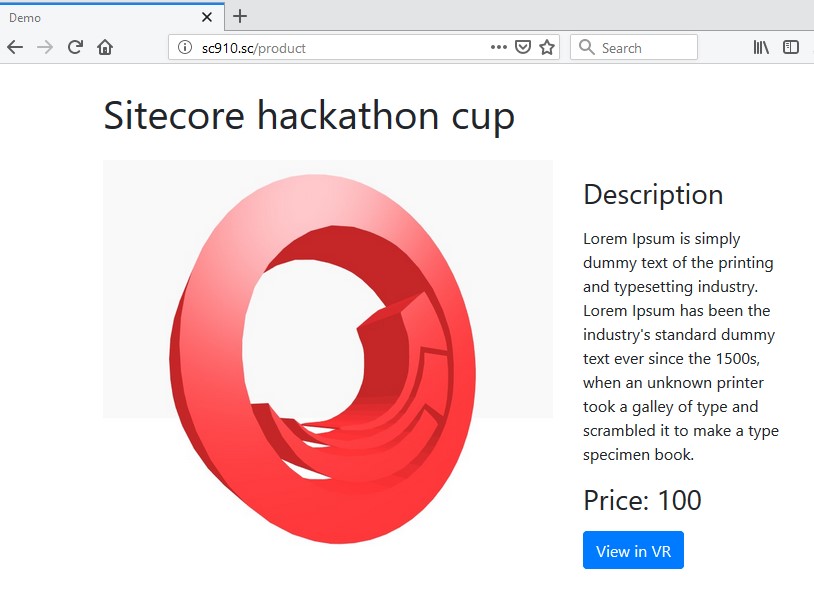 Demo
sc910.sc/product
Search
Sitecore hackathon cup
Description
Lorem Ipsum is simply
dummy text of the printing
and typesetting industry.
Lorem Ipsum has been the
industry's standard dummy
text ever since the 1500s,
when an unknown printer
took a galley of type and
scrambled it to make a type
specimen book.
Price: 100
View in VR